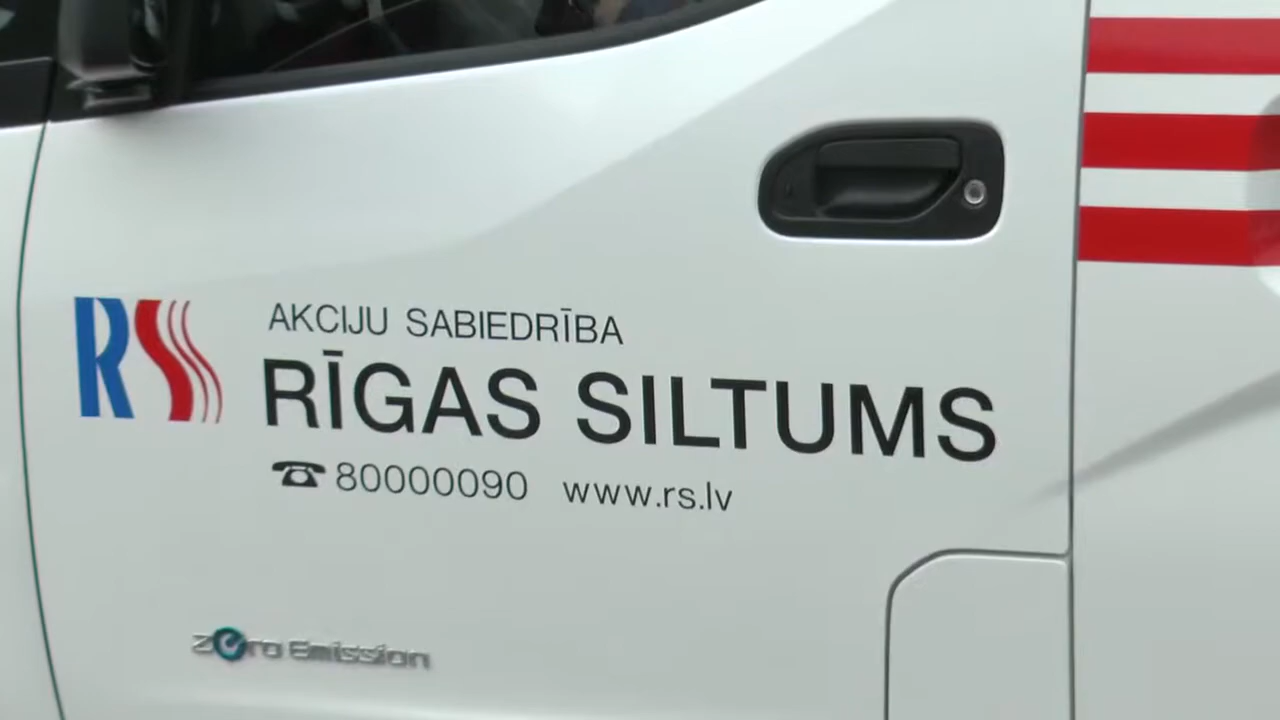 RS
AKCIJU SABIEDRĪBA
RĪGAS SILTUMS
☎80000090 www.rs.lv
zero Emission